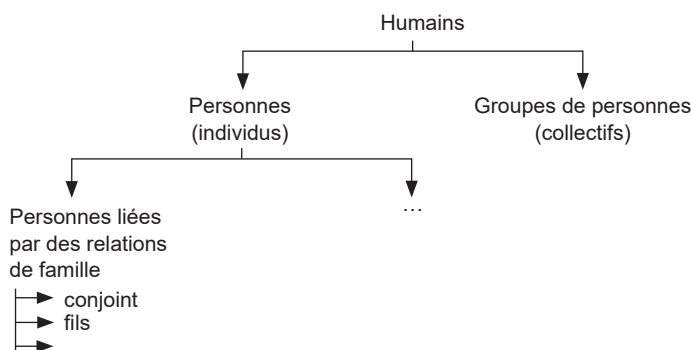 Humains
Personnes
(individus)
Groupes de personnes
(collectifs)
Personnes liées
par des relations
de famille
…
conjoint
fils